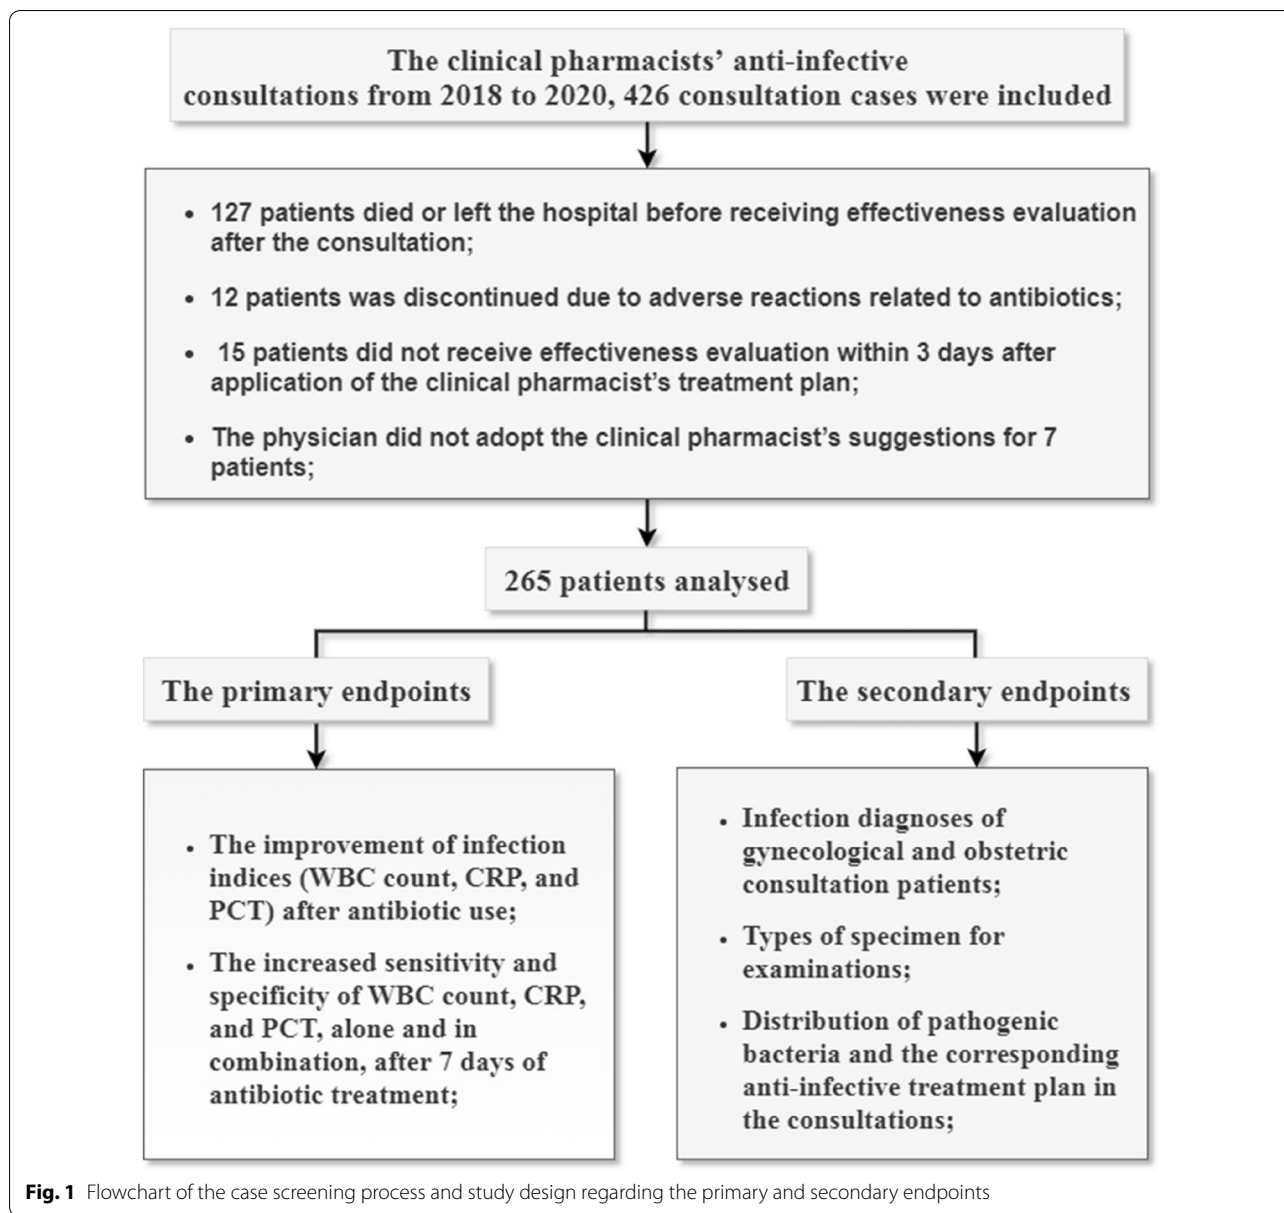 The clinical pharmacists’ anti-infective
consultations from 2018 to 2020, 426 consultation cases were included
• 127 patients died or left the hospital before receiving effectiveness evaluation
after the consultation;
• 12 patients was discontinued due to adverse reactions related to antibiotics;
• 15 patients did not receive effectiveness evaluation within 3 days after
application of the clinical pharmacist’s treatment plan;
• The physician did not adopt the clinical pharmacist’s suggestions for 7
patients;
265 patients analysed
The primary endpoints
• The improvement of infection
indices (WBC count, CRP, and
PCT) after antibiotic use;
• The increased sensitivity and
specificity of WBC count, CRP,
and PCT, alone and in
combination, after 7 days of
antibiotic treatment;
The secondary endpoints
• Infection diagnoses of
gynecological and obstetric
consultation patients;
• Types of specimen for
examinations;
• Distribution of pathogenic
bacteria and the corresponding
anti-infective treatment plan in
the consultations;
Fig. 1 Flowchart of the case screening process and study design regarding the primary and secondary endpoints